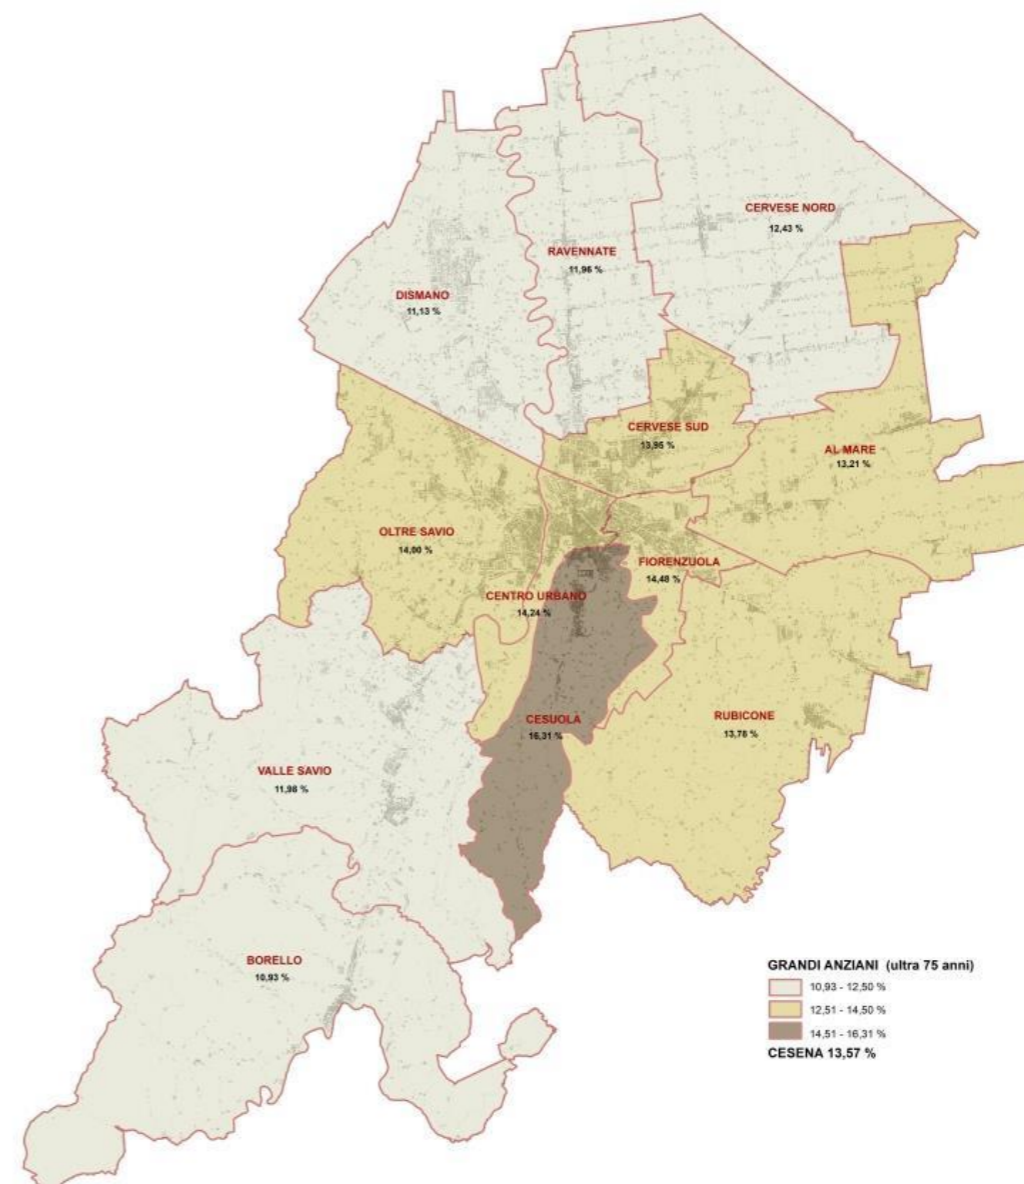 CERVESE NORD
12,43 %
RAVENNATE
11,95 %
DISMANO
11,13 %
CERVESE SUD
13,95 %
AL MARE
13,21 %
OLTRE SAVIO
14,00 %
FIORENZUOLA
14,48 %
CENTRO URBANO
14,24 %
CESUOLA
16,31 %
RUBICONE
13,78 %
VALLE SAVIO
11,98 %
BORELLO
10,93 %
GRANDI ANZIANI (ultra 75 anni)
10,93 - 12,50 %
12,51 - 14,50 %
14,51 - 16,31 %
CESENA 13,57 %